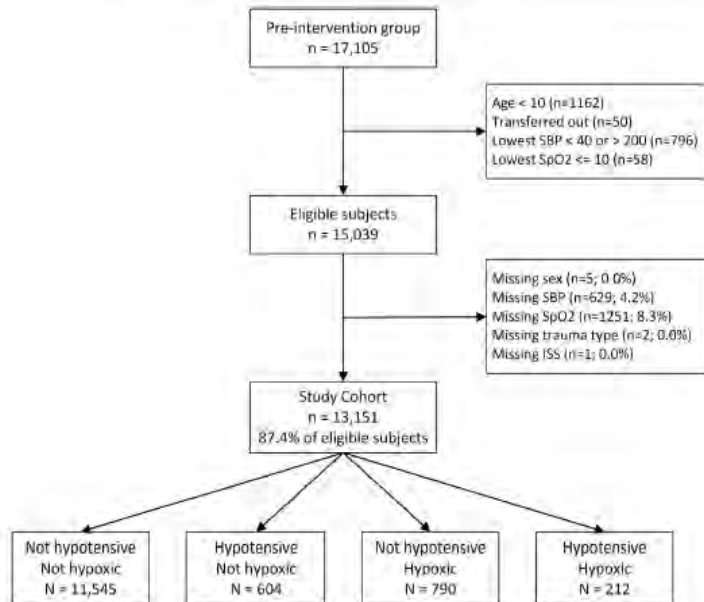 Pre-intervention group
n = 17,105
Age < 10 (n=1162)
Transferred out (n=50)
Lowest SBP < 40 or > 200 (n=796)
Lowest SpO2 <= 10 (n=58)
Eligible subjects
n = 15,039
Missing sex (n=5; 0.0%)
Missing SBP (n=629; 4.2%)
Missing SpO2 (n=1251; 8.3%)
Missing trauma type (n=2; 0.0%)
Missing ISS (n=1; 0.0%)
Study Cohort
n = 13,151
87.4% of eligible subjects
Not hypotensive
Not hypoxic
N = 11,545
Hypotensive
Not hypoxic
N = 604
Not hypotensive
Hypoxic
N = 790
Hypotensive
Hypoxic
N = 212